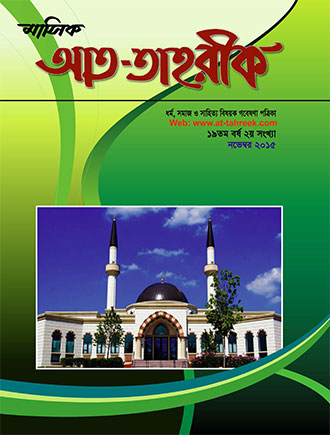 মাসিক
আত-তাহরীক
ধর্ম, সমাজ ও সাহিত্য বিষয়ক গবেষণা পত্রিকা
Web: www.at-tahreek.com
১৯তম বর্ষ ২য় সংখ্যা
নভেম্বর ২০১৫